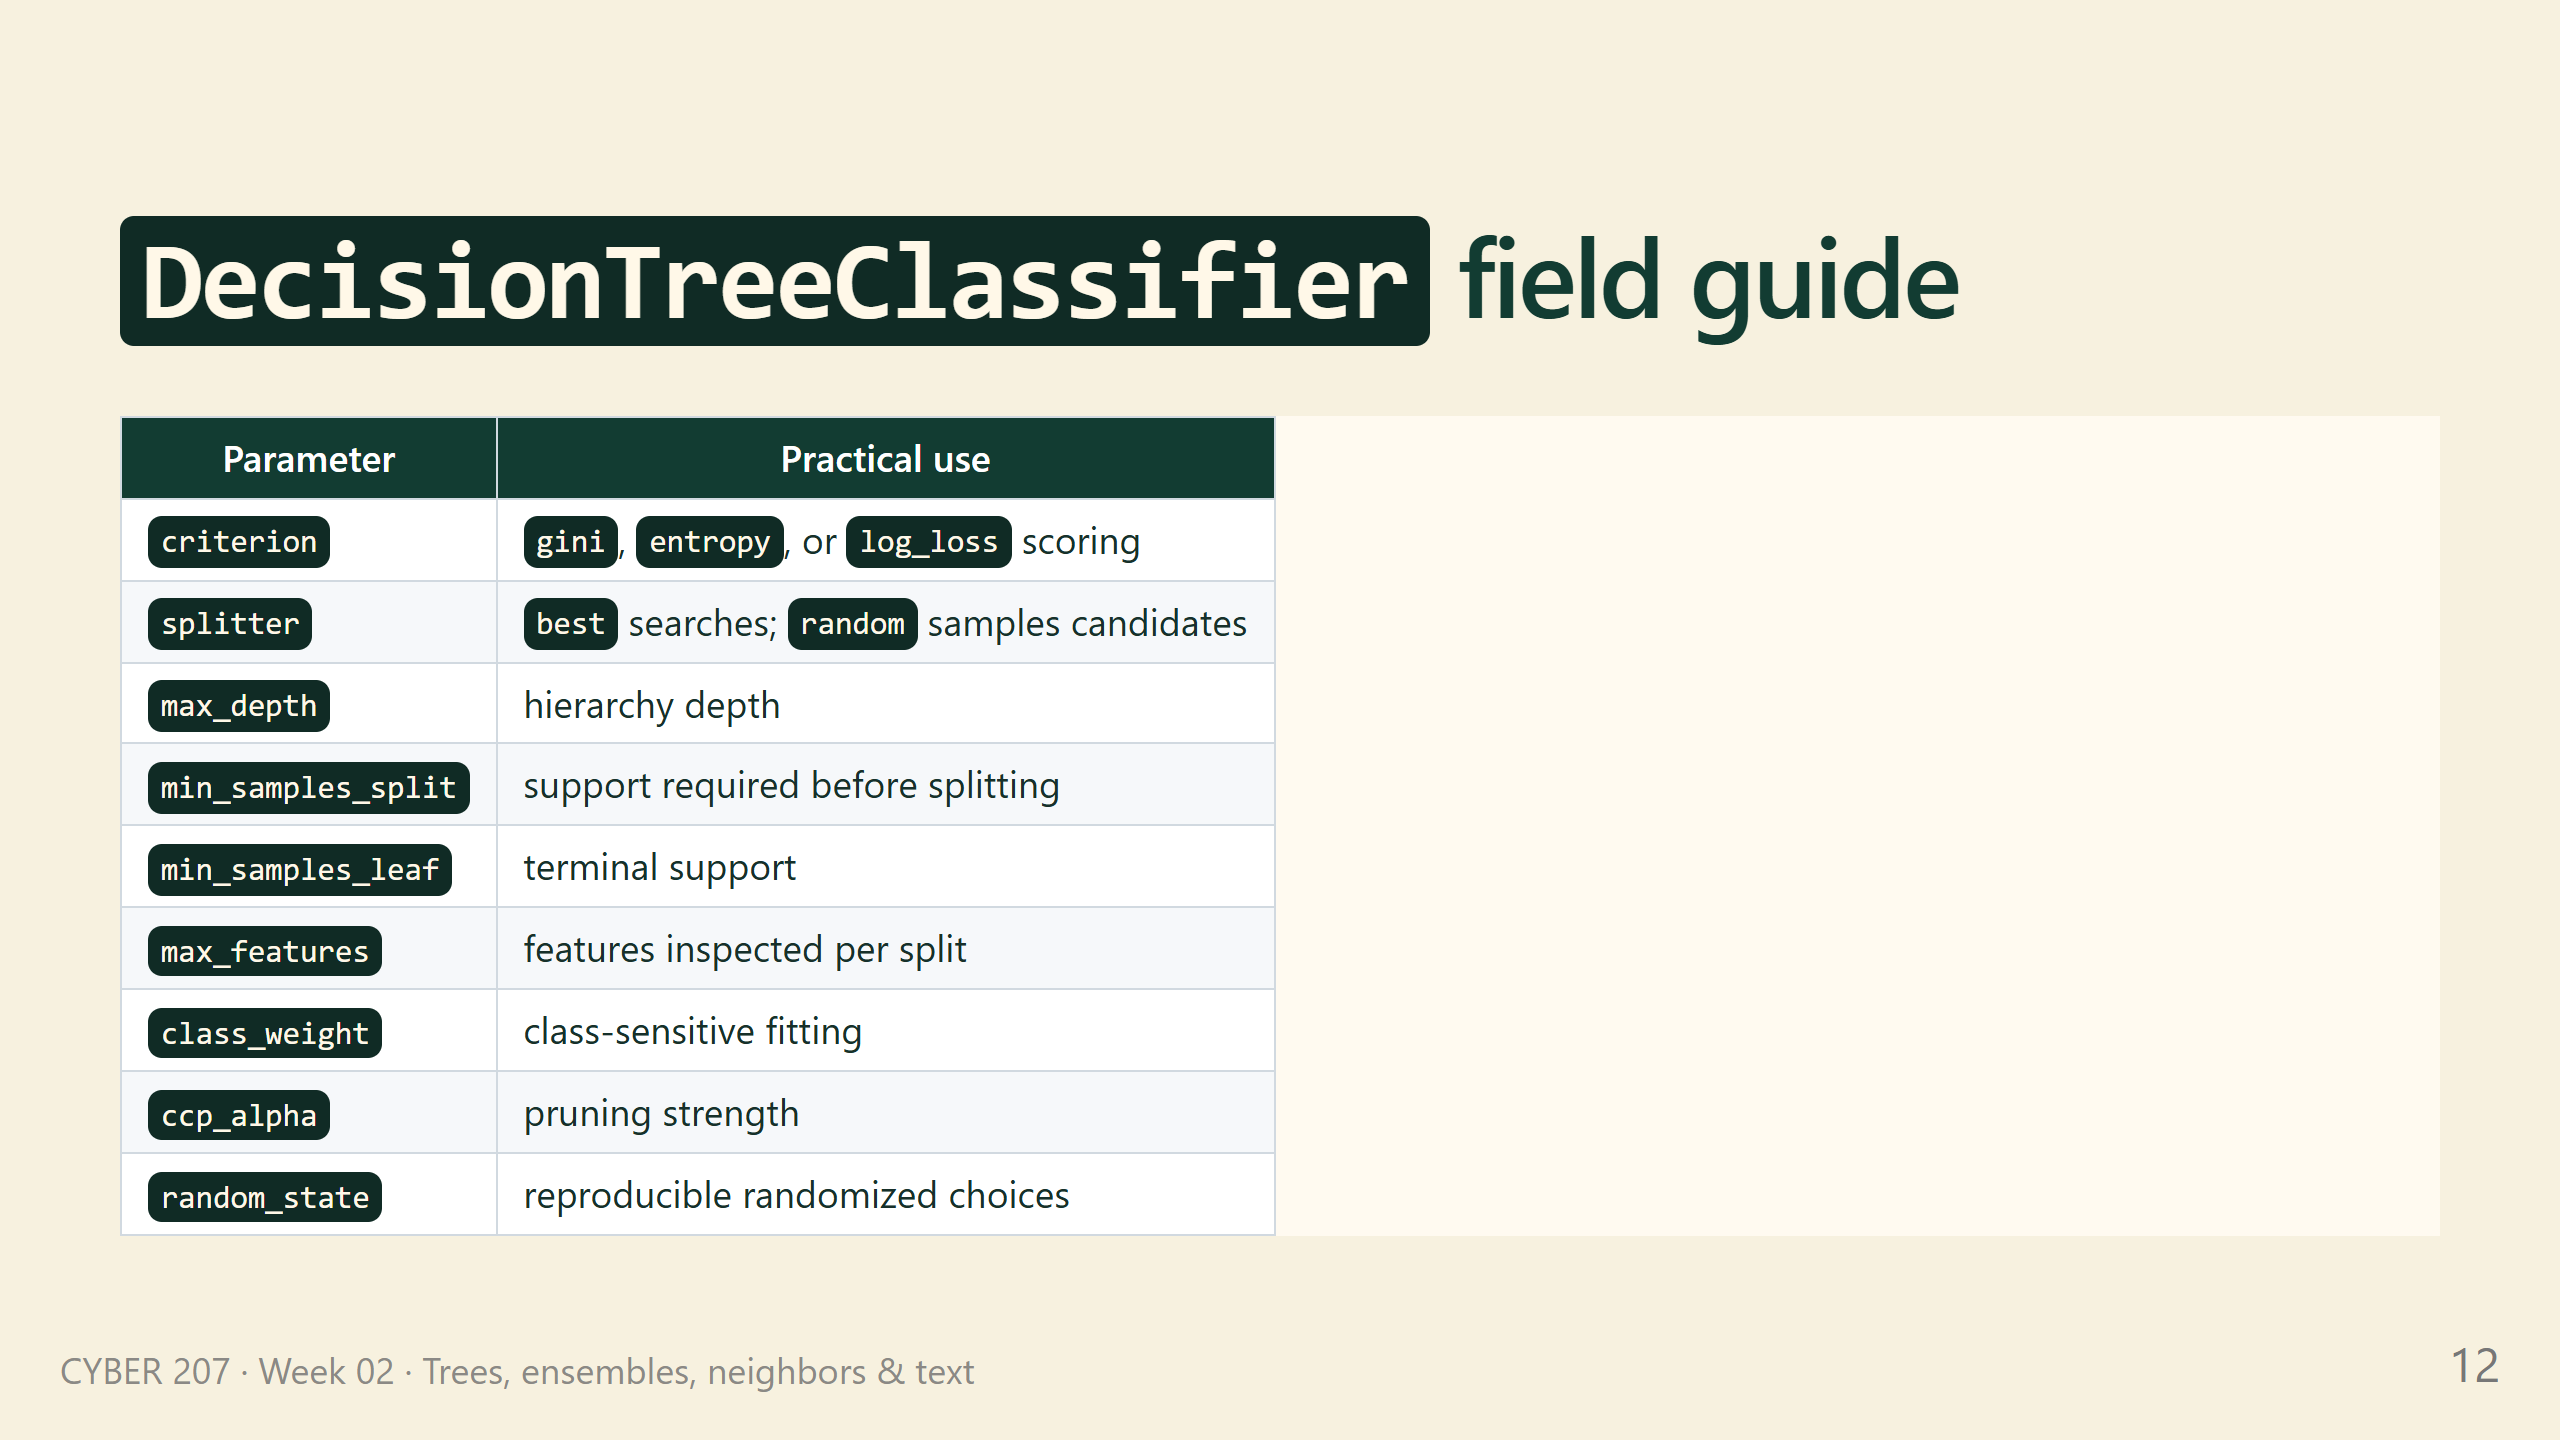 DecisionTreeClassifier field guide
Parameter Practical use
criterion gini, entropy, or log_loss scoring
splitter best searches; random samples candidates
max_depth hierarchy depth
min_samples_split support required before splitting
min_samples_leaf terminal support
max_features features inspected per split
class_weight class-sensitive fitting
ccp_alpha pruning strength
random_state reproducible randomized choices
CYBER 207 · Week 02 · Trees, ensembles, neighbors & text
12